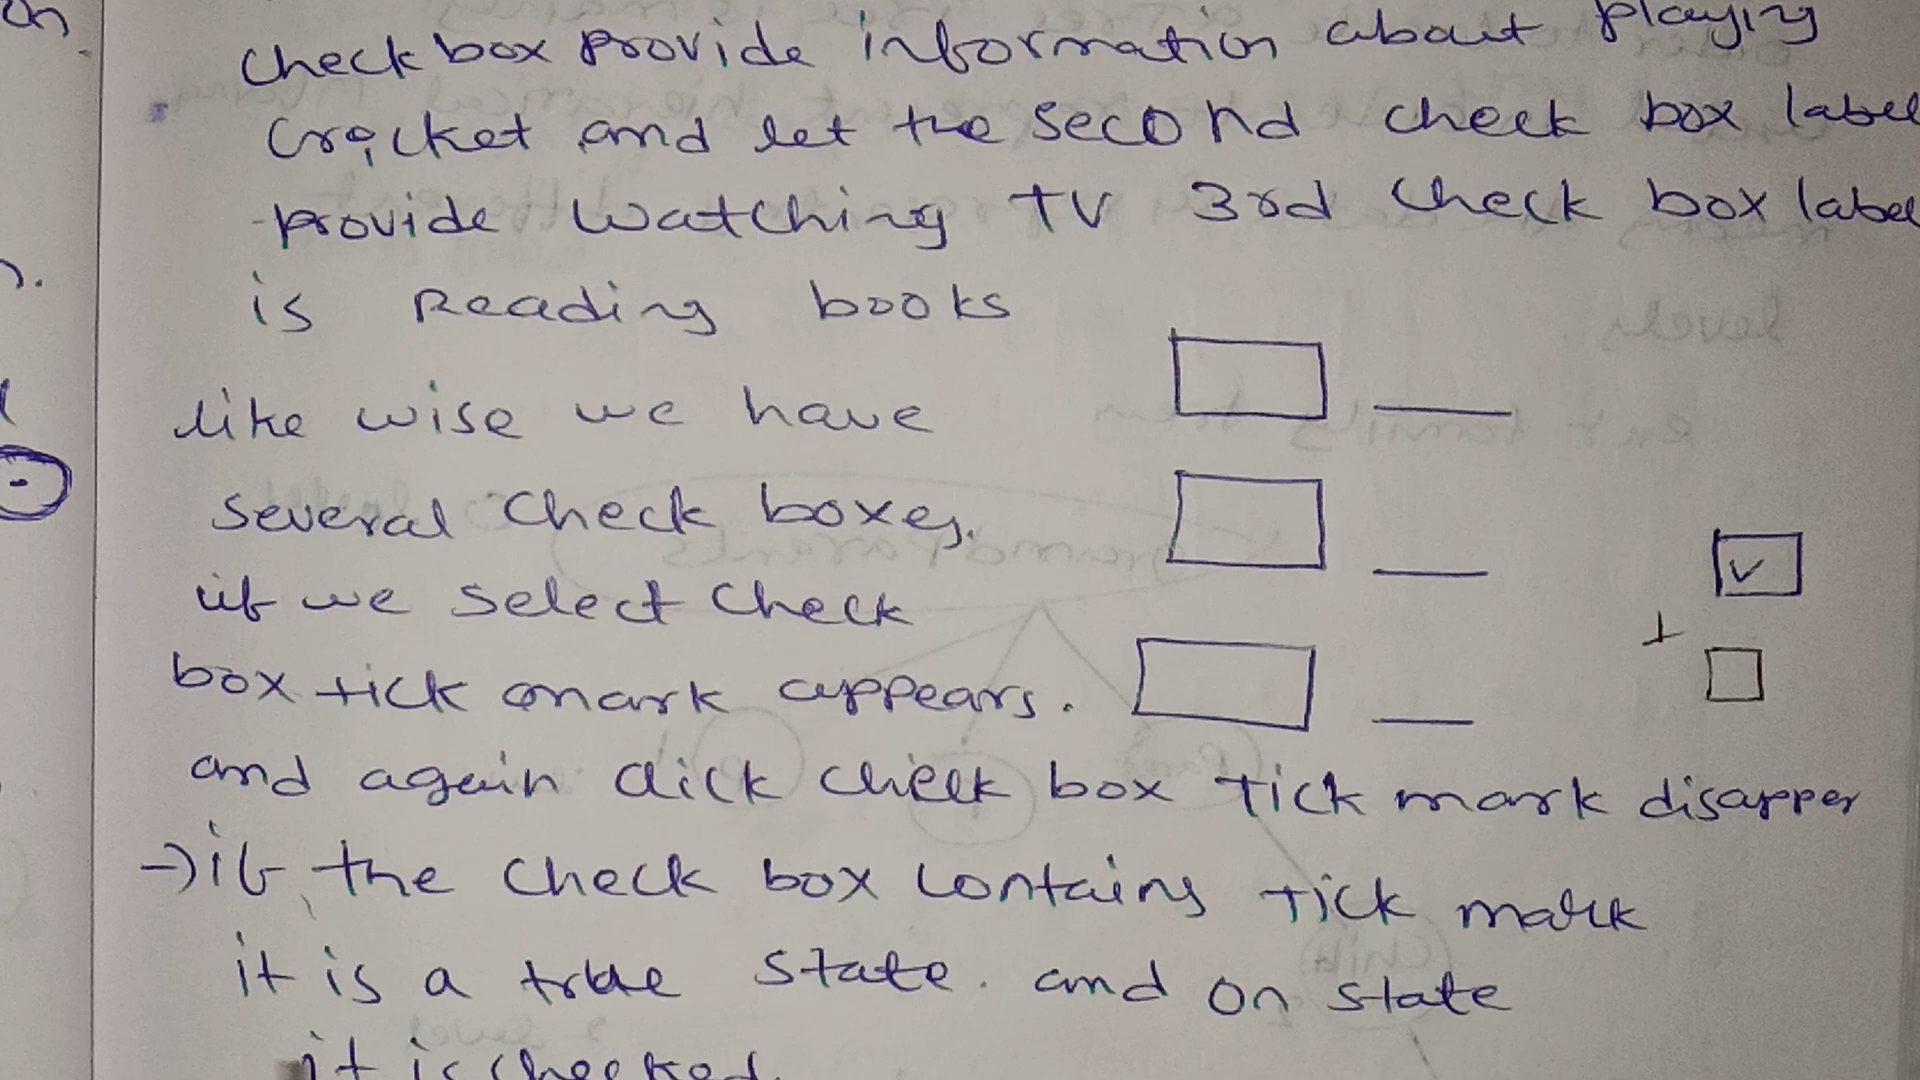 check box provide information about playing
cricket and let the second check box label
provide watching TV 3rd check box label
is Reading books
like wise we have
several check boxes.
if we select check
box tick mark appears.
and again click check box tick mark disapper
→ if the check box contains tick mark
it is a true state. and on state
it is checked.